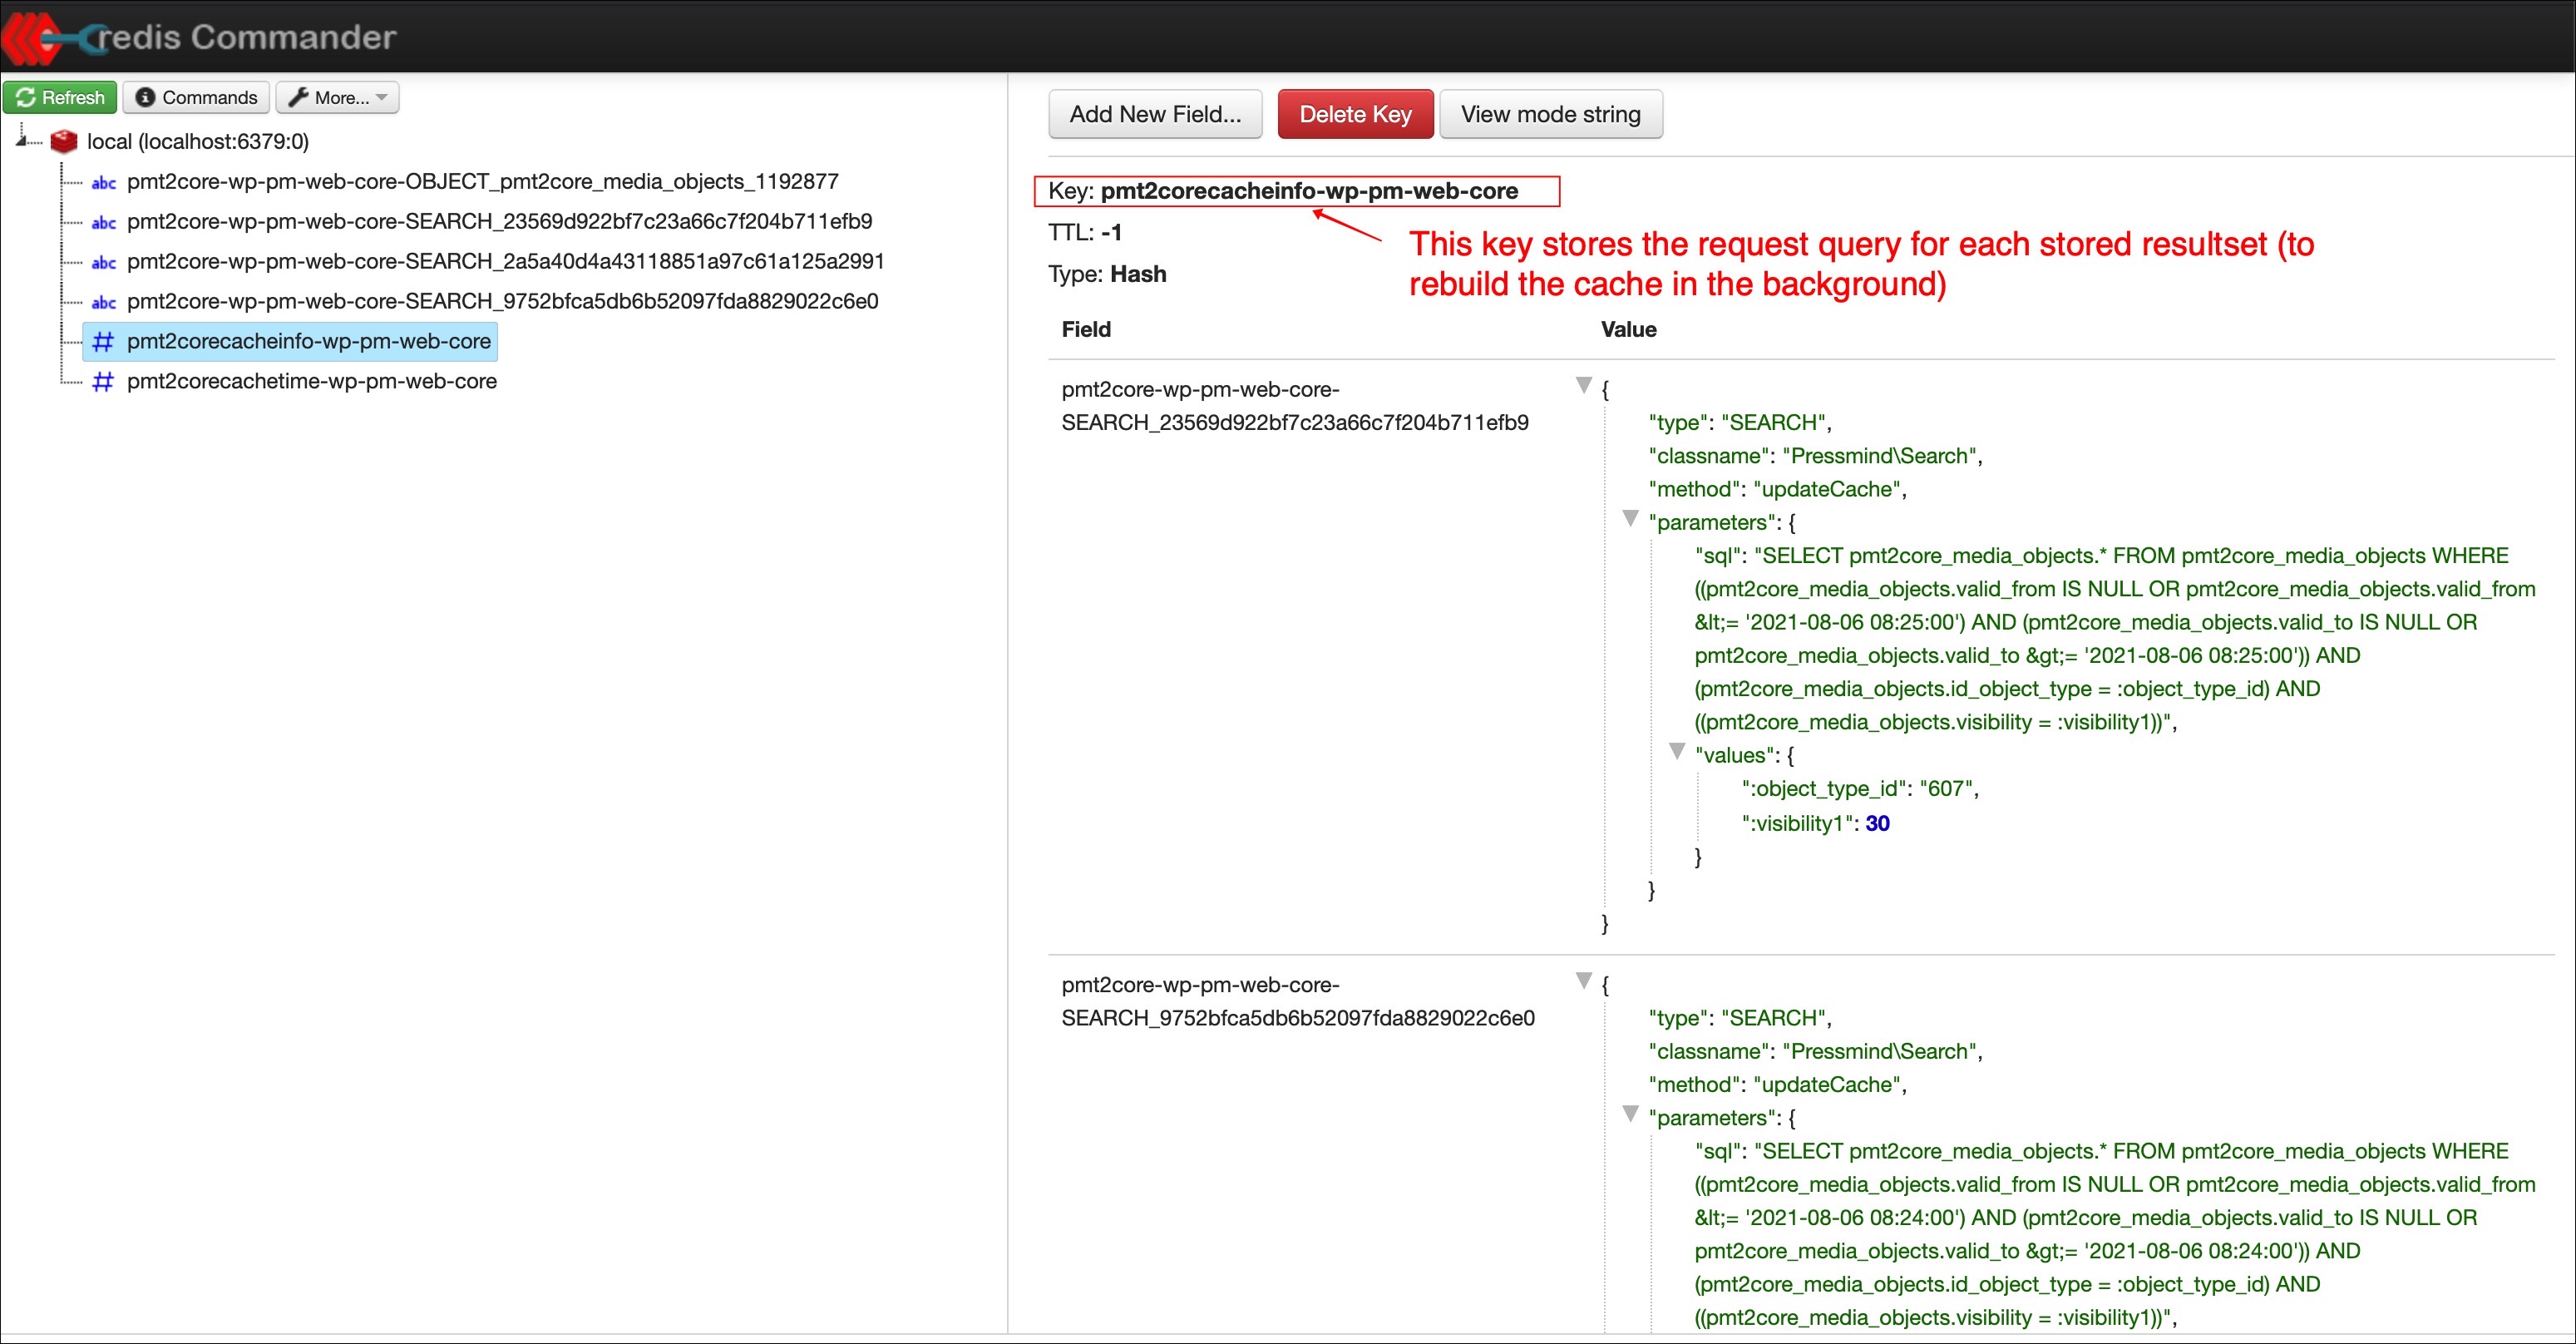 redis Commander
Refresh Commands More...
local (localhost:6379:0)
abc pmt2core-wp-pm-web-core-OBJECT_pmt2core_media_objects_1192877
abc pmt2core-wp-pm-web-core-SEARCH_23569d922bf7c23a66c7f204b711efb9
abc pmt2core-wp-pm-web-core-SEARCH_2a5a40d4a43118851a97c61a125a2991
abc pmt2core-wp-pm-web-core-SEARCH_9752bfca5db6b52097fda8829022c6e0
# pmt2corecacheinfo-wp-pm-web-core
# pmt2corecachetime-wp-pm-web-core
Add New Field... Delete Key View mode string
Key: pmt2corecacheinfo-wp-pm-web-core
TTL: -1
Type: Hash
This key stores the request query for each stored resultset (to
rebuild the cache in the background)
Field Value
pmt2core-wp-pm-web-core-
SEARCH_23569d922bf7c23a66c7f204b711efb9
{
"type": "SEARCH",
"classname": "Pressmind\Search",
"method": "updateCache",
"parameters": {
"sql": "SELECT pmt2core_media_objects.* FROM pmt2core_media_objects WHERE
((pmt2core_media_objects.valid_from IS NULL OR pmt2core_media_objects.valid_from
&lt;= '2021-08-06 08:25:00') AND (pmt2core_media_objects.valid_to IS NULL OR
pmt2core_media_objects.valid_to &gt;= '2021-08-06 08:25:00')) AND
(pmt2core_media_objects.id_object_type = :object_type_id) AND
((pmt2core_media_objects.visibility = :visibility1))",
"values": {
":object_type_id": "607",
":visibility1": 30
}
}
}
pmt2core-wp-pm-web-core-
SEARCH_9752bfca5db6b52097fda8829022c6e0
{
"type": "SEARCH",
"classname": "Pressmind\Search",
"method": "updateCache",
"parameters": {
"sql": "SELECT pmt2core_media_objects.* FROM pmt2core_media_objects WHERE
((pmt2core_media_objects.valid_from IS NULL OR pmt2core_media_objects.valid_from
&lt;= '2021-08-06 08:24:00') AND (pmt2core_media_objects.valid_to IS NULL OR
pmt2core_media_objects.valid_to &gt;= '2021-08-06 08:24:00')) AND
(pmt2core_media_objects.id_object_type = :object_type_id) AND
((pmt2core_media_objects.visibility = :visibility1))",